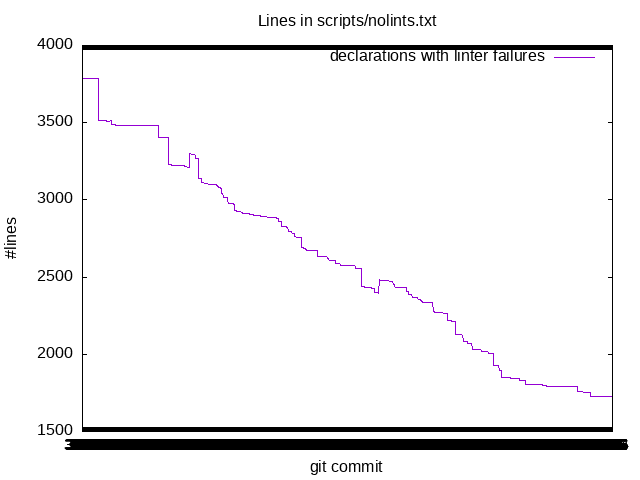 Lines in scripts/nolints.txt
4000
declarations with linter failures
3500
3000
#lines
2500
2000
1500
git commit